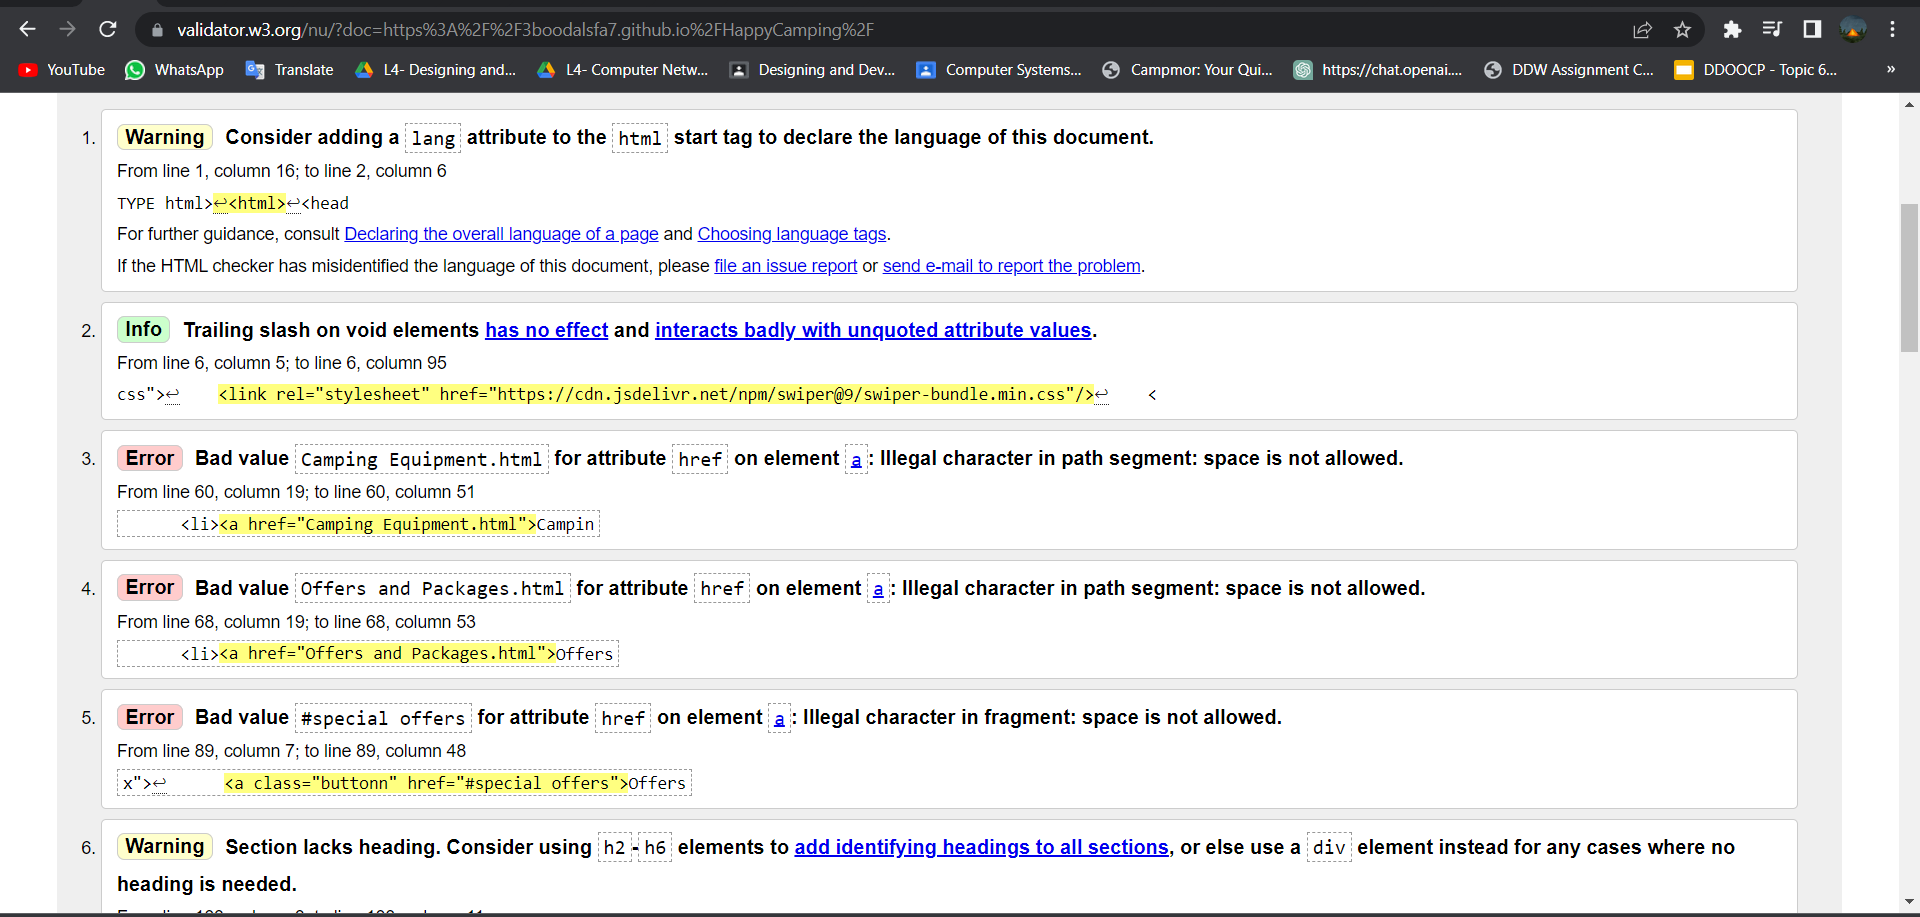 validator.w3.org/nu/?doc=https%3A%2F%2F3boodalsfa7.github.io%2FHappyCamping%2F
YouTube WhatsApp Translate L4- Designing and... L4- Computer Netw... Designing and Dev... Computer Systems... Campmor: Your Qui... https://chat.openai.... DDW Assignment C... DDOOCP - Topic 6... »
1. Warning Consider adding a lang attribute to the html start tag to declare the language of this document.
From line 1, column 16; to line 2, column 6
TYPE html>↩<html>↩<head
For further guidance, consult Declaring the overall language of a page and Choosing language tags.
If the HTML checker has misidentified the language of this document, please file an issue report or send e-mail to report the problem.
2. Info Trailing slash on void elements has no effect and interacts badly with unquoted attribute values.
From line 6, column 5; to line 6, column 95
css">↩ <link rel="stylesheet" href="https://cdn.jsdelivr.net/npm/swiper@9/swiper-bundle.min.css"/>↩ <
3. Error Bad value Camping Equipment.html for attribute href on element a: Illegal character in path segment: space is not allowed.
From line 60, column 19; to line 60, column 51
<li><a href="Camping Equipment.html">Campin
4. Error Bad value Offers and Packages.html for attribute href on element a: Illegal character in path segment: space is not allowed.
From line 68, column 19; to line 68, column 53
<li><a href="Offers and Packages.html">Offers
5. Error Bad value #special offers for attribute href on element a: Illegal character in fragment: space is not allowed.
From line 89, column 7; to line 89, column 48
x">↩ <a class="buttonn" href="#special offers">Offers
6. Warning Section lacks heading. Consider using h2-h6 elements to add identifying headings to all sections, or else use a div element instead for any cases where no
heading is needed.